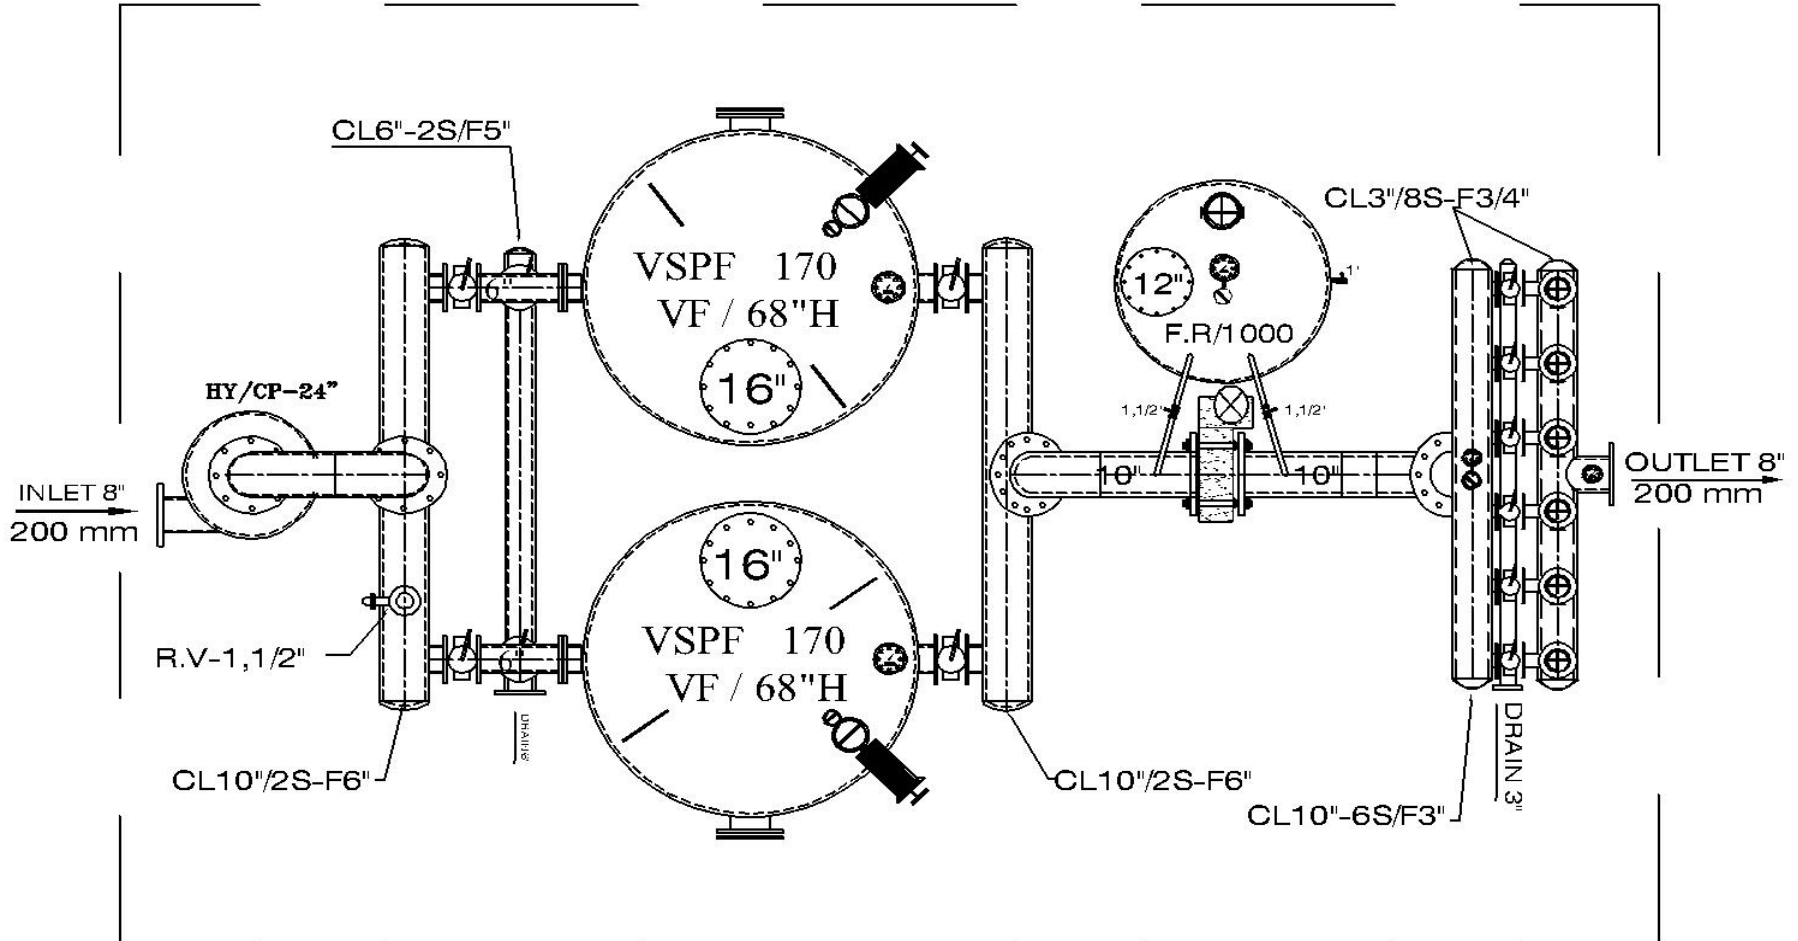 CL6"-2S/F5"
CL3"/8S-F3/4"
VSPF 170
VF / 68"H
16"
6"
12"
1"
F.R/1000
HY/CP-24"
1,1/2"
1,1/2"
INLET 8"
200 mm
10"
10"
OUTLET 8"
200 mm
16"
VSPF 170
VF / 68"H
R.V-1,1/2"
DRAIN 3"
CL10"/2S-F6"
CL10"/2S-F6"
CL10"-6S/F3"